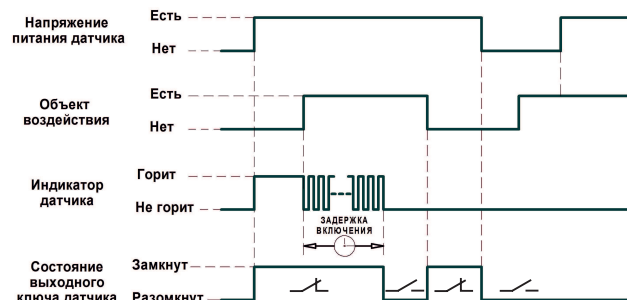 Напряжение
питания датчика
Есть
Нет
Объект
воздействия
Есть
Нет
Индикатор
датчика
Горит
Не горит
ЗАДЕРЖКА
ВКЛЮЧЕНИЯ
Состояние
выходного
ключа датчика
Замкнут
Разомкнут